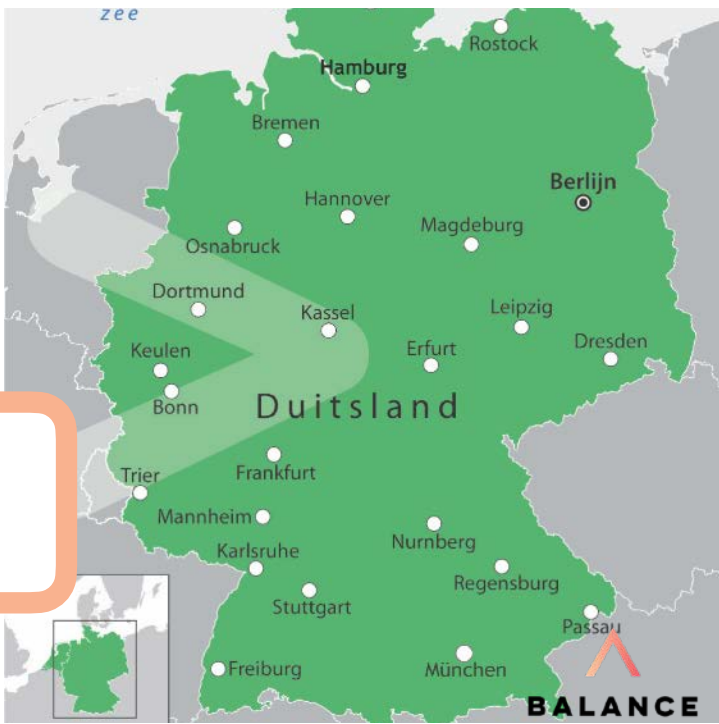 zee
Rostock
Hamburg
Bremen
Berlijn
Hannover
Magdeburg
Osnabruck
Dortmund
Kassel
Leipzig
Keulen
Erfurt
Dresden
Bonn
Duitsland
Trier
Frankfurt
Mannheim
Nurnberg
Karlsruhe
Regensburg
Stuttgart
Passau
Freiburg
München
BALANCE